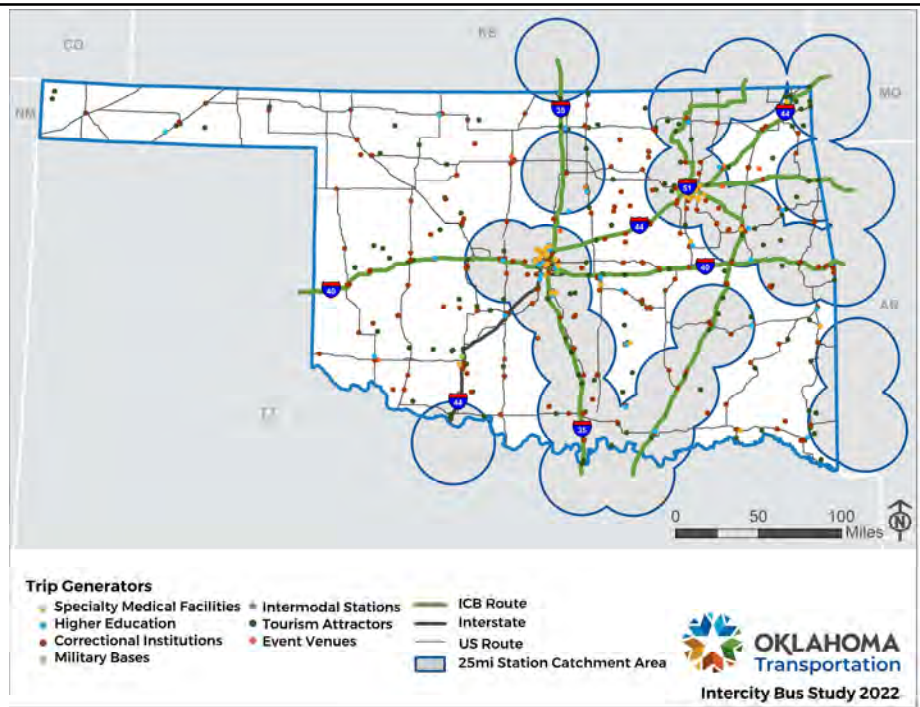 CO
KS
NM
MO
35
44
51
44
40
40
AR
44
35
0 50 100
Miles
N
Trip Generators
Specialty Medical Facilities
Higher Education
Correctional Institutions
Military Bases
Intermodal Stations
Tourism Attractors
Event Venues
ICB Route
Interstate
US Route
25mi Station Catchment Area
OKLAHOMA
Transportation
Intercity Bus Study 2022